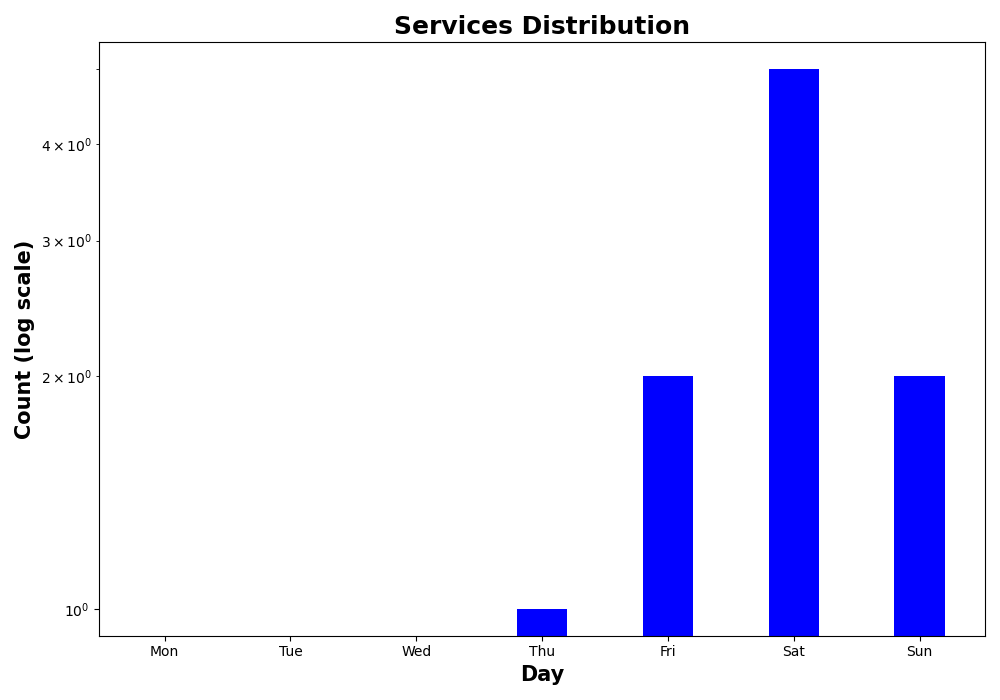 Services Distribution
Count (log scale)
4 × 10⁰
3 × 10⁰
2 × 10⁰
10⁰
Mon Tue Wed Thu Fri Sat Sun
Day